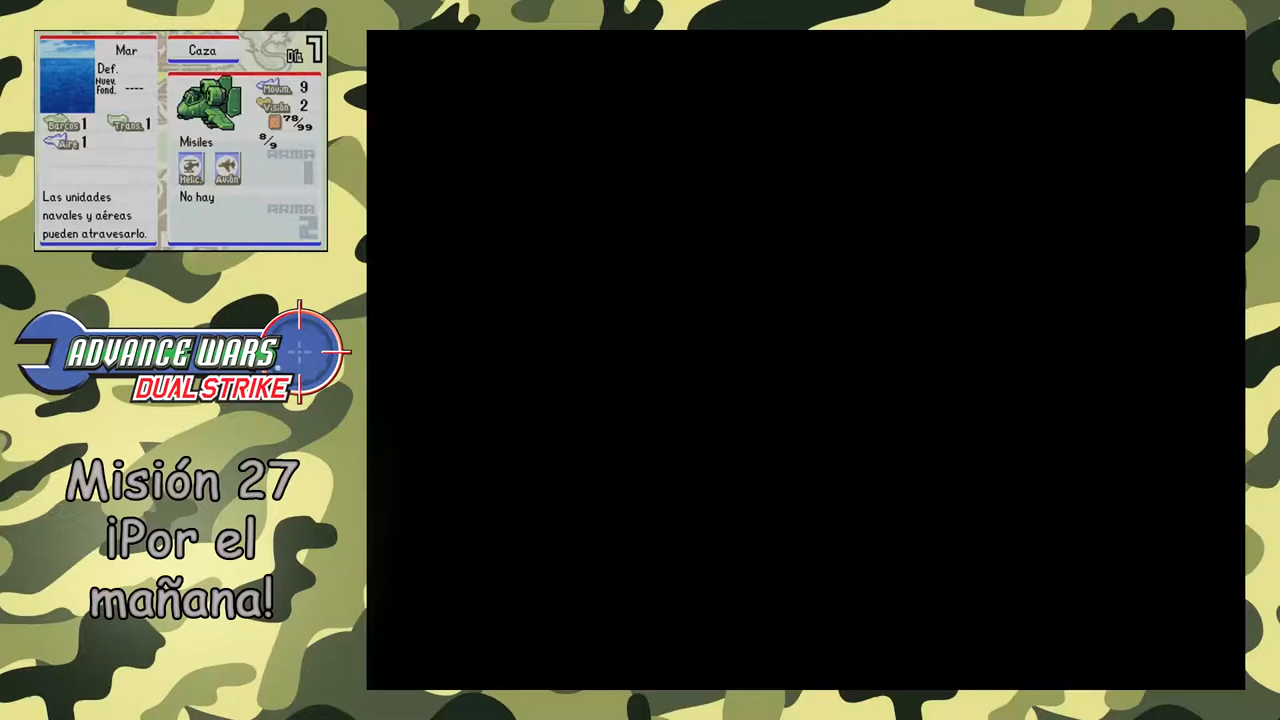 Mar
Def.
Nuev.
Fond. ----
Barcos 1 Trans. 1
Aire 1
Las unidades
navales y aéreas
pueden atravesarlo.
Caza
Día 7
Movim. 9
Visión 2
78/99
8/9
Misiles
ARMA 1
Helic. Avión
No hay
ARMA 2
ADVANCE WARS
DUAL STRIKE
Misión 27
¡Por el
mañana!